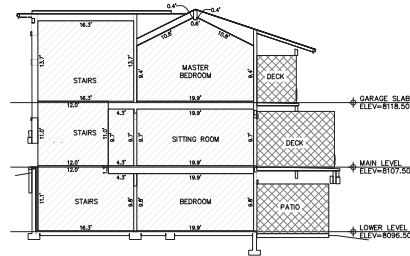 0.4' 0.4'
0.6'
16.3' 10.8' 10.8'
13.7' 13.7' 9.4' 9.4'
STAIRS
MASTER
BEDROOM
DECK
16.3' 19.9'
GARAGE SLAB
ELEV=8118.50
12.0' 4.3' 19.9'
11.0' STAIRS 11.0' 9.7' 9.7' SITTING ROOM 9.7'
DECK
12.0' 4.3' 19.9'
MAIN LEVEL
ELEV=8107.50
4.3' 19.9'
11.1' STAIRS 9.8' 9.8' BEDROOM 9.8'
PATIO
16.3' 19.9'
LOWER LEVEL
ELEV=8096.50